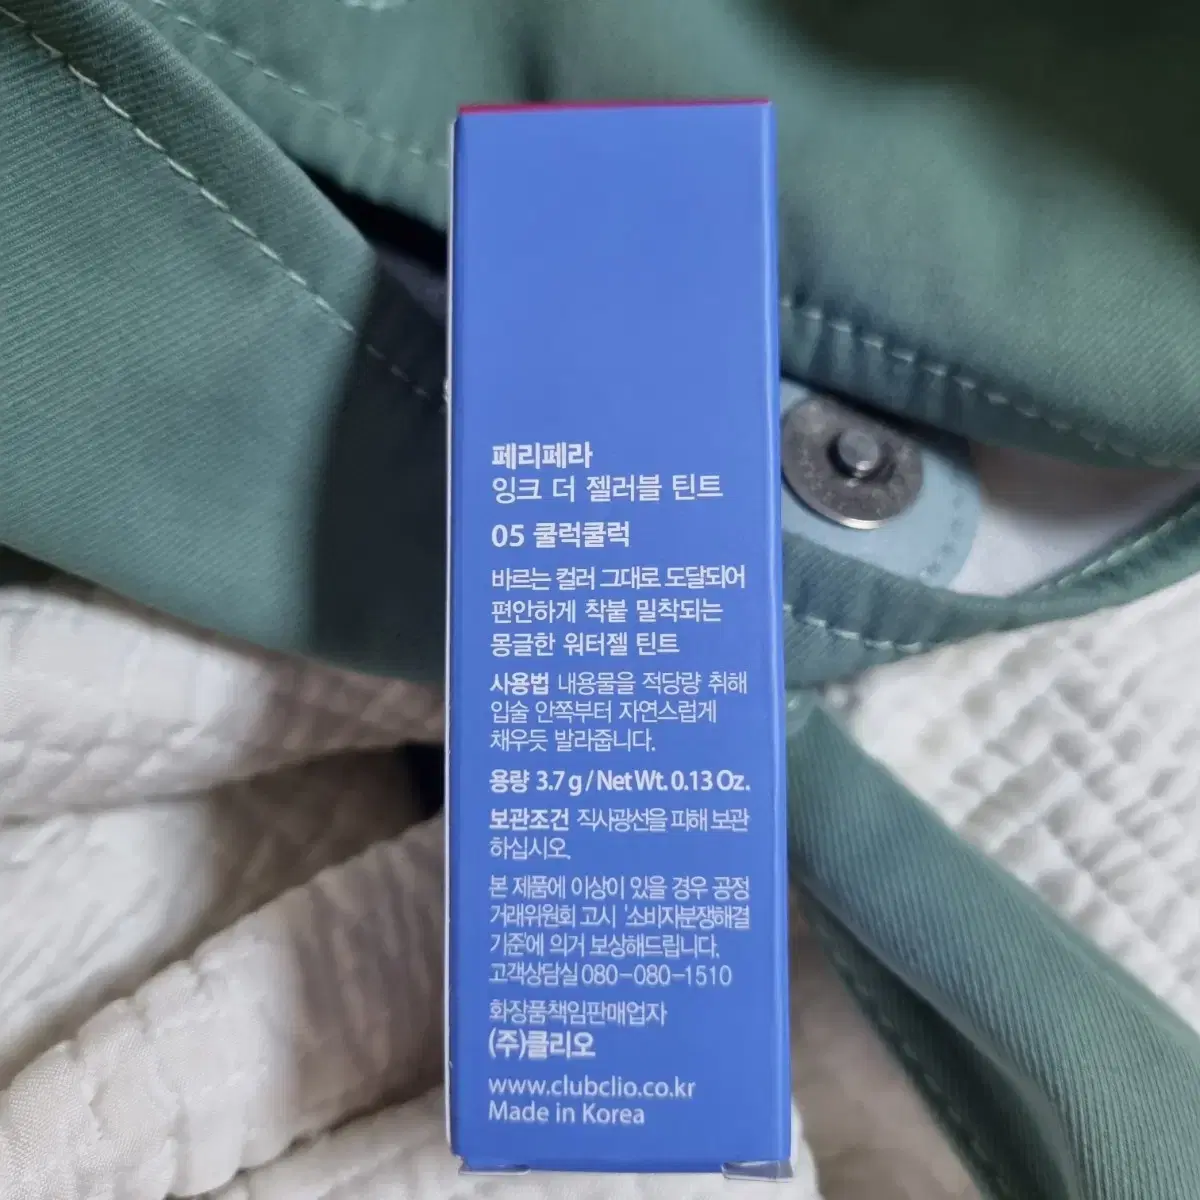 페리페라
잉크 더 젤러블 틴트
05 쿨럭쿨럭
바르는 컬러 그대로 도달되어
편안하게 착붙 밀착되는
몽글한 워터젤 틴트
사용법 내용물을 적당량 취해
입술 안쪽부터 자연스럽게
채우듯 발라줍니다.
용량 3.7 g / Net Wt. 0.13 Oz.
보관조건 직사광선을 피해 보관
하십시오.
본 제품에 이상이 있을 경우 공정
거래위원회 고시 '소비자분쟁해결
기준'에 의거 보상해드립니다.
고객상담실 080-080-1510
화장품책임판매업자
(주)클리오
www.clubclio.co.kr
Made in Korea